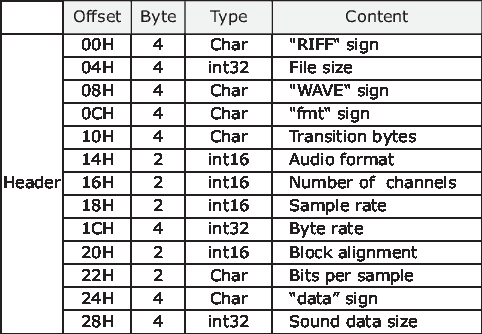 Offset Byte Type Content
00H 4 Char "RIFF" sign
04H 4 int32 File size
08H 4 Char "WAVE" sign
0CH 4 Char "fmt" sign
10H 4 Char Transition bytes
14H 2 int16 Audio format
Header 16H 2 int16 Number of channels
18H 2 int16 Sample rate
1CH 4 int32 Byte rate
20H 2 int16 Block alignment
22H 2 Char Bits per sample
24H 4 Char "data" sign
28H 4 int32 Sound data size